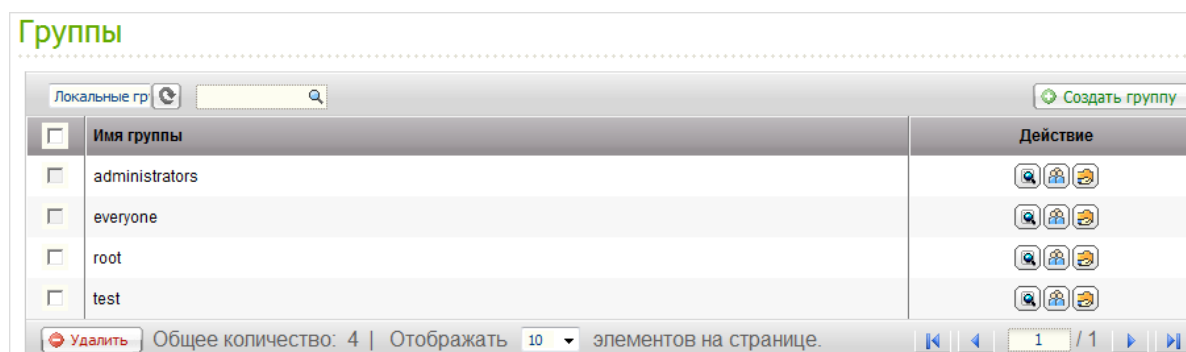 Группы
Локальные гр
Создать группу
Имя группы Действие
administrators
everyone
root
test
Удалить Общее количество: 4 | Отображать 10 элементов на странице. 1 / 1